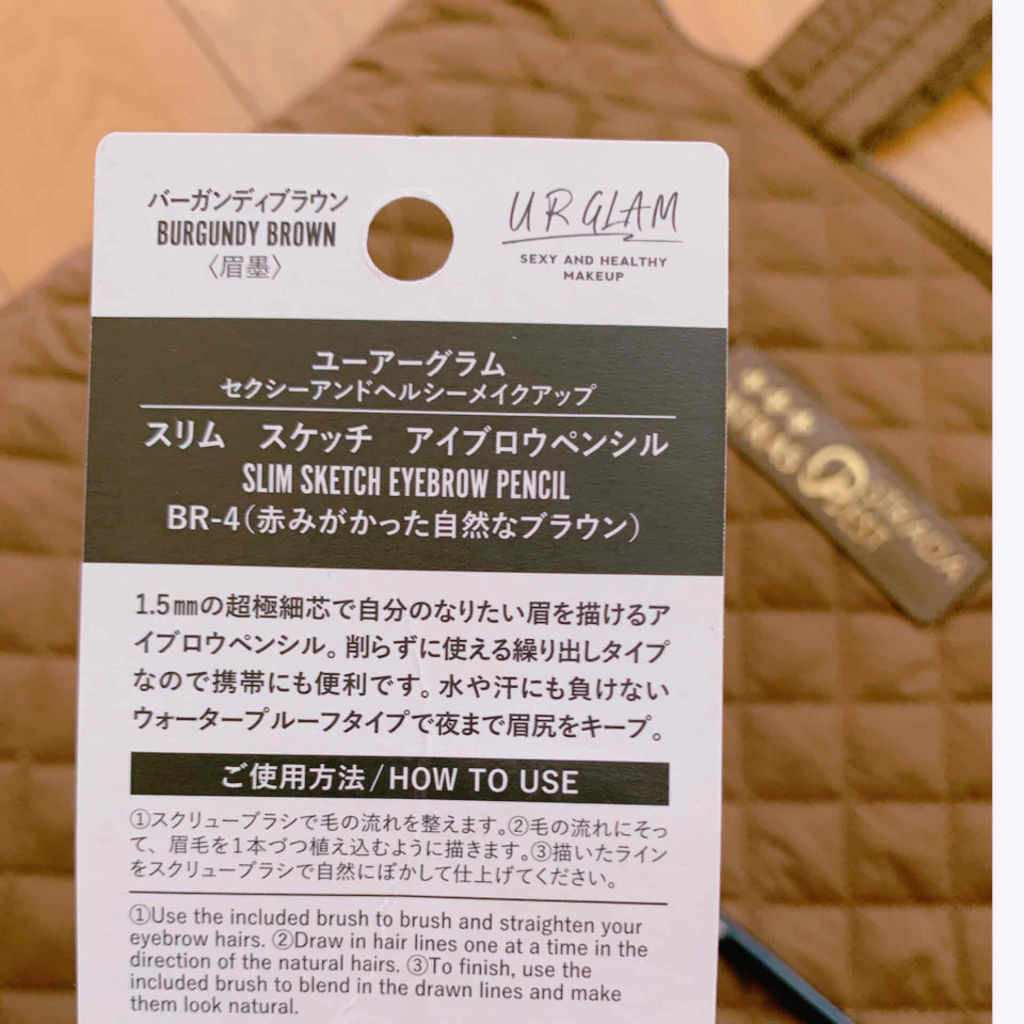 バーガンディブラウン
BURGUNDY BROWN
〈眉墨〉
UR GLAM
SEXY AND HEALTHY
MAKEUP
ユーアーグラム
セクシーアンドヘルシーメイクアップ
スリム スケッチ アイブロウペンシル
SLIM SKETCH EYEBROW PENCIL
BR-4（赤みがかった自然なブラウン）
1.5㎜の超極細芯で自分のなりたい眉を描けるア
イブロウペンシル。削らずに使える繰り出しタイプ
なので携帯にも便利です。水や汗にも負けない
ウォータープルーフタイプで夜まで眉尻をキープ。
ご使用方法/HOW TO USE
①スクリューブラシで毛の流れを整えます。②毛の流れにそっ
て、眉毛を1本づつ植え込むように描きます。③描いたライン
をスクリューブラシで自然にぼかして仕上げてください。
①Use the included brush to brush and straighten your
eyebrow hairs. ②Draw in hair lines one at a time in the
direction of the natural hairs. ③To finish, use the
included brush to blend in the drawn lines and make
them look natural.